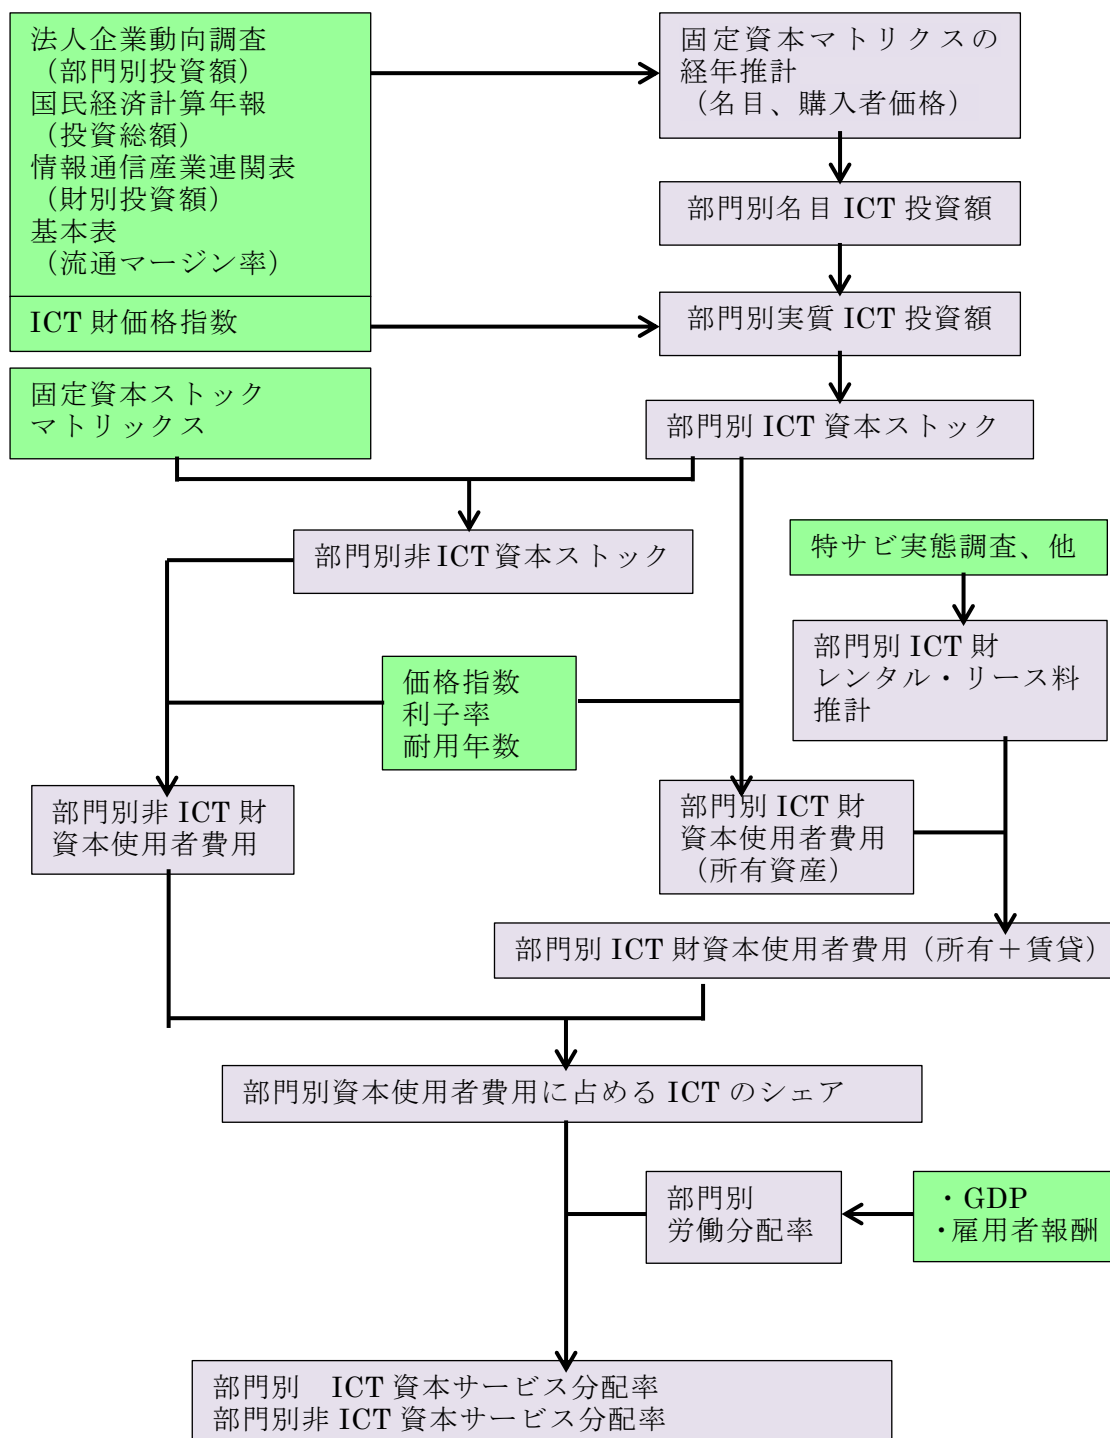 法人企業動向調査
（部門別投資額）
国民経済計算年報
（投資総額）
情報通信産業連関表
（財別投資額）
基本表
（流通マージン率）
ICT 財価格指数
固定資本マトリクスの
経年推計
（名目、購入者価格）
部門別名目 ICT 投資額
部門別実質 ICT 投資額
固定資本ストック
マトリックス
部門別 ICT 資本ストック
部門別非 ICT 資本ストック
特サビ実態調査、他
部門別 ICT 財
レンタル・リース料
推計
価格指数
利子率
耐用年数
部門別非 ICT 財
資本使用者費用
部門別 ICT 財
資本使用者費用
（所有資産）
部門別 ICT 財資本使用者費用（所有＋賃貸）
部門別資本使用者費用に占める ICT のシェア
部門別
労働分配率
・GDP
・雇用者報酬
部門別　ICT 資本サービス分配率
部門別非 ICT 資本サービス分配率